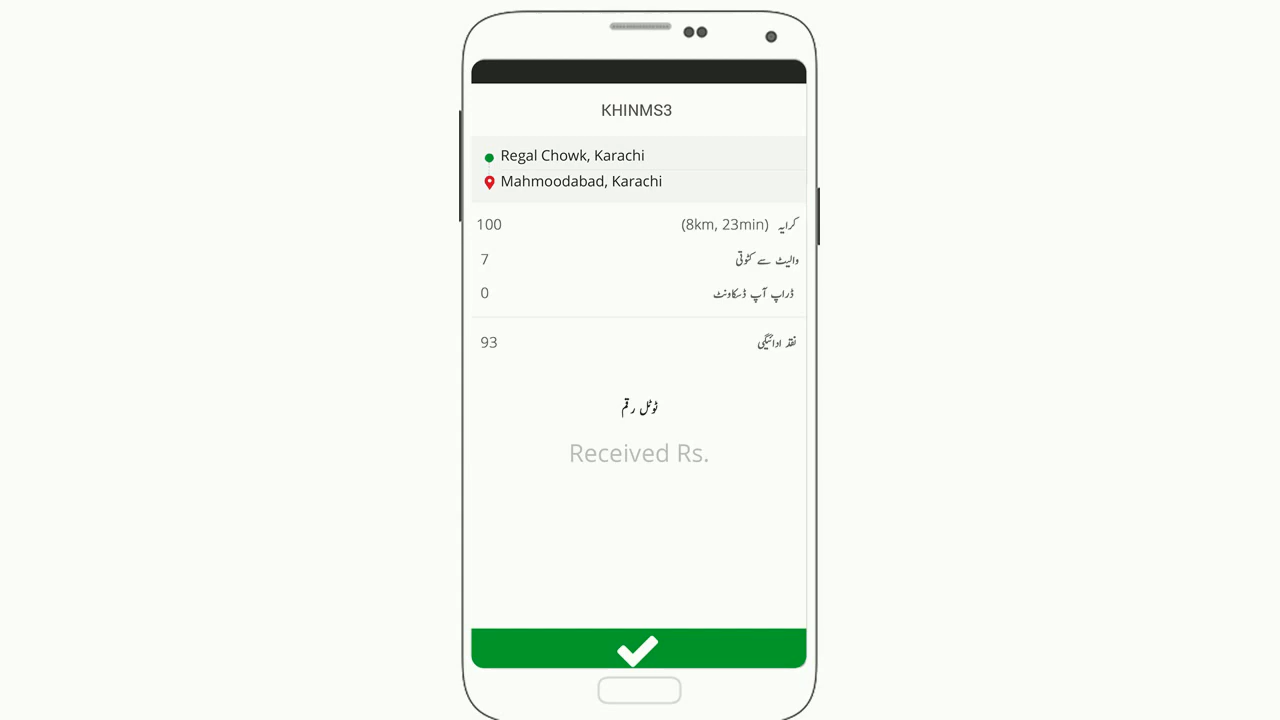 KHINMS3
Regal Chowk, Karachi
Mahmoodabad, Karachi
کرایہ (8km, 23min) 100
والیٹ سے کٹوتی 7
ڈراپ آپ ڈسکاونٹ 0
نقد ادائیگی 93
ٹوٹل رقم
Received Rs.